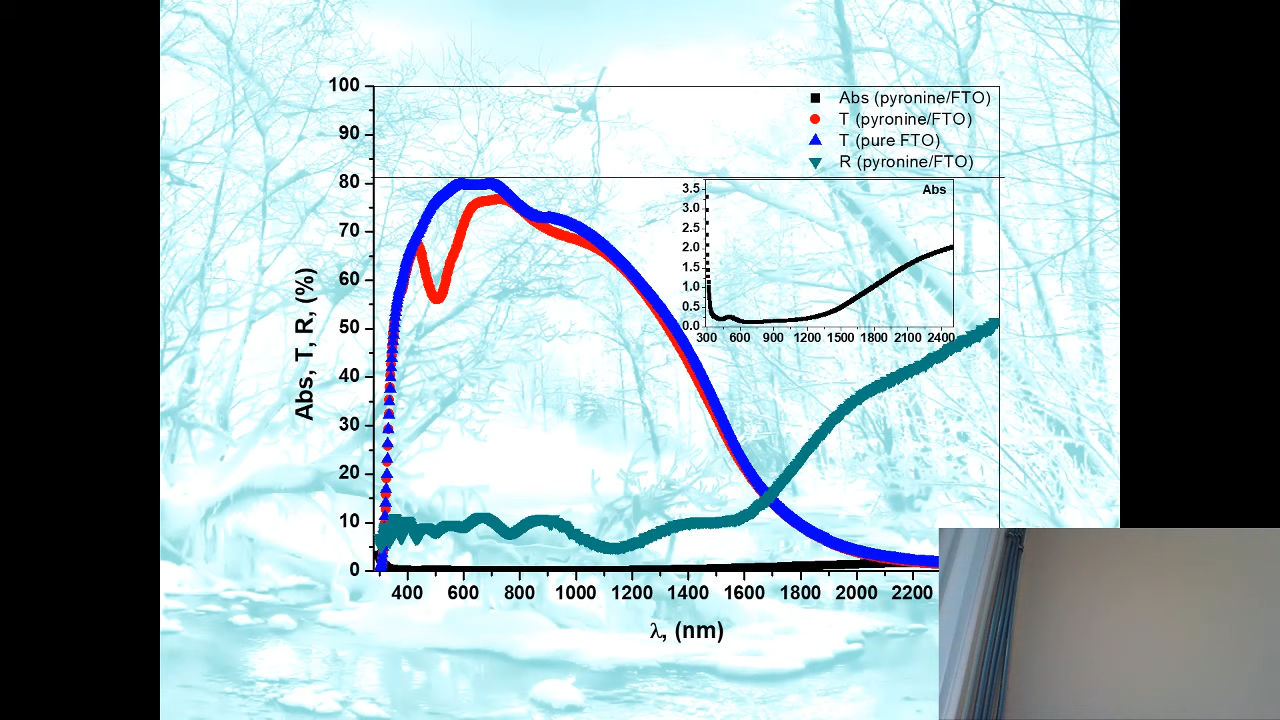 100
90
80
70
60
50
40
30
20
10
0
Abs, T, R, (%)
Abs (pyronine/FTO)
T (pyronine/FTO)
T (pure FTO)
R (pyronine/FTO)
Abs
3.5
3.0
2.5
2.0
1.5
1.0
0.5
0.0
300 600 900 1200 1500 1800 2100 2400
400 600 800 1000 1200 1400 1600 1800 2000 2200
λ, (nm)